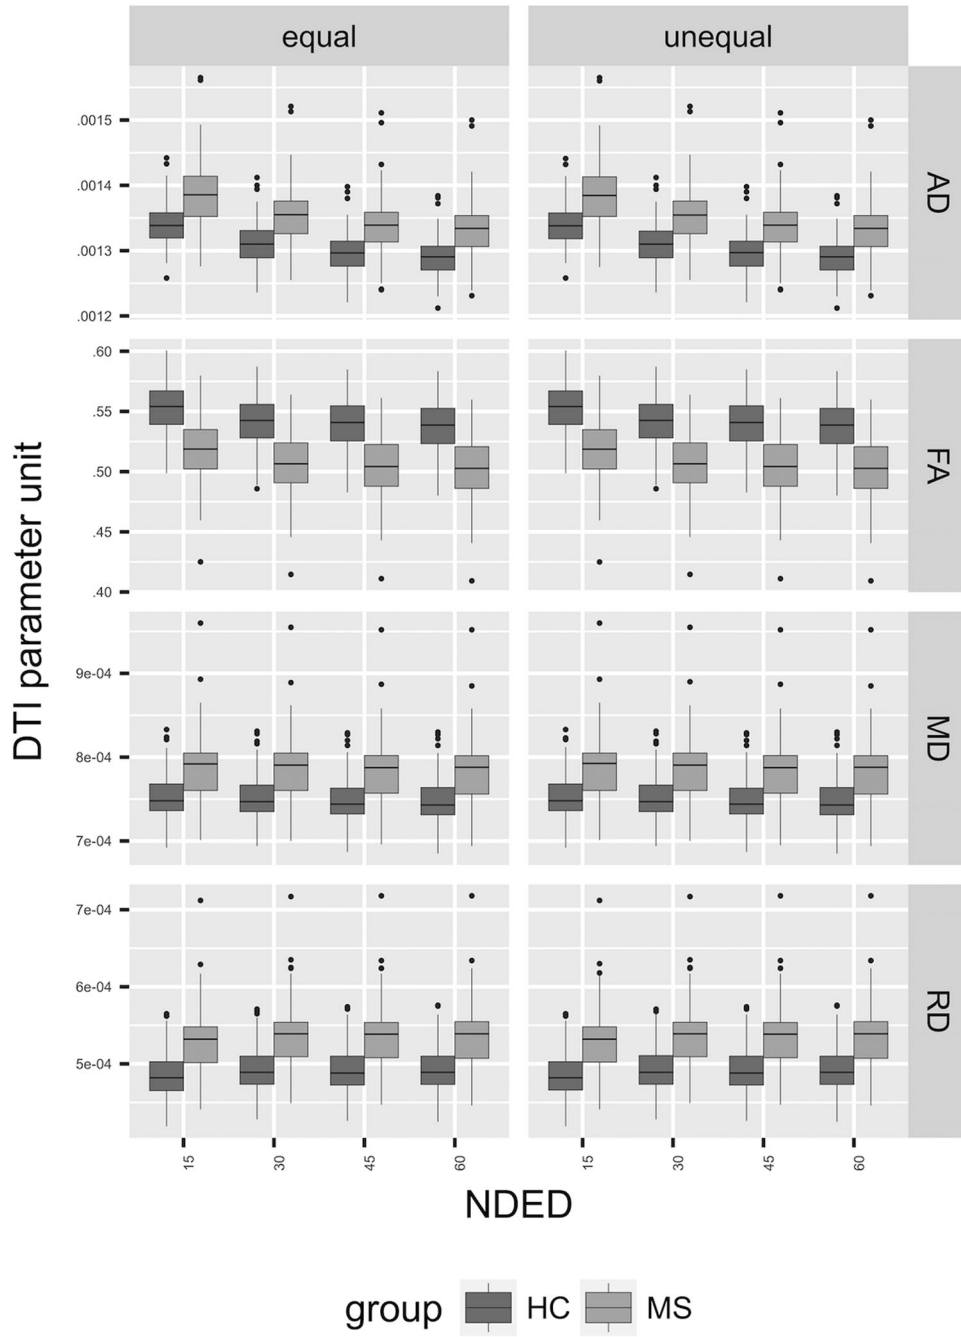 equal unequal
.0015
.0014
.0013
.0012
AD
.60
.55
.50
.45
.40
FA
DTI parameter unit
9e-04
8e-04
7e-04
MD
7e-04
6e-04
5e-04
RD
15 30 45 60 15 30 45 60
NDED
group HC MS